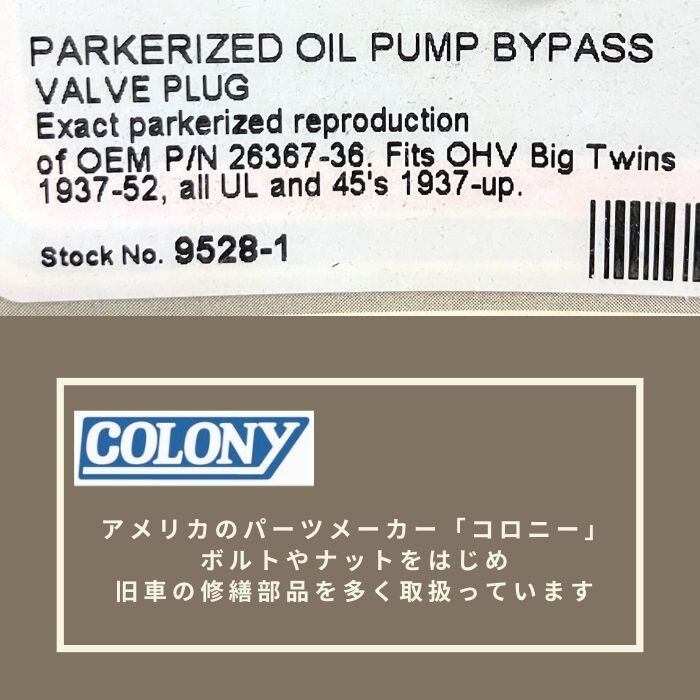 PARKERIZED OIL PUMP BYPASS
VALVE PLUG
Exact parkerized reproduction
of OEM P/N 26367-36. Fits OHV Big Twins
1937-52, all UL and 45's 1937-up.
Stock No. 9528-1
COLONY
アメリカのパーツメーカー「コロニー」
ボルトやナットをはじめ
旧車の修繕部品を多く取扱っています